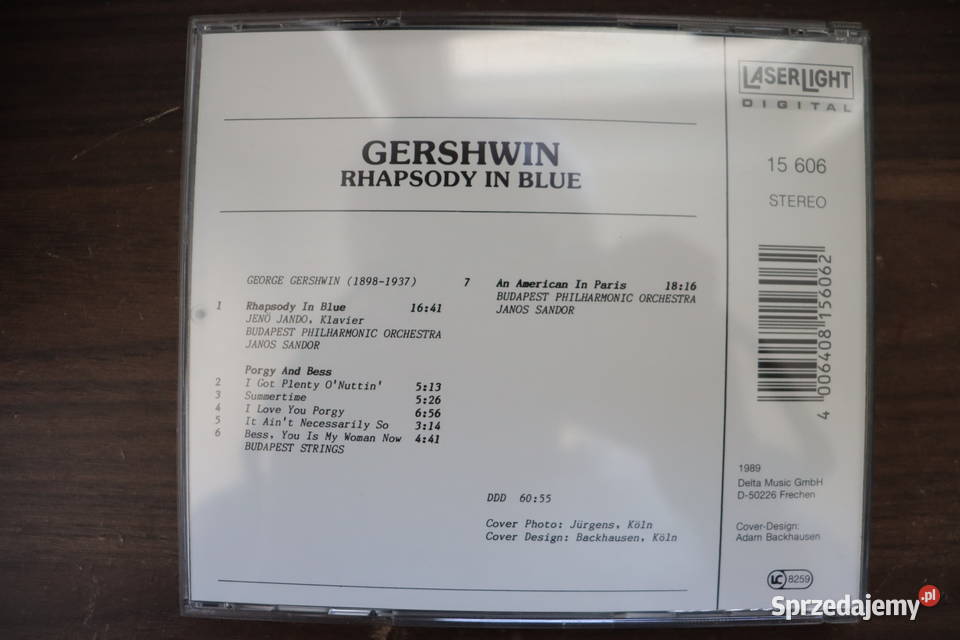 GERSHWIN
RHAPSODY IN BLUE
GEORGE GERSHWIN (1898-1937)
1 Rhapsody In Blue 16:41
JENÖ JANDO, Klavier
BUDAPEST PHILHARMONIC ORCHESTRA
JANOS SANDOR
Porgy And Bess
2 I Got Plenty O'Nuttin' 5:13
3 Summertime 5:26
4 I Love You Porgy 6:56
5 It Ain't Necessarily So 3:14
6 Bess, You Is My Woman Now 4:41
BUDAPEST STRINGS
7 An American In Paris 18:16
BUDAPEST PHILHARMONIC ORCHESTRA
JANOS SANDOR
DDD 60:55
Cover Photo: Jürgens, Köln
Cover Design: Backhausen, Köln
LASERLIGHT
DIGITAL
15 606
STEREO
4 006408 156062
1989
Delta Music GmbH
D-50226 Frechen
Cover-Design:
Adam Backhausen
LC 8259
Sprzedajemy.pl